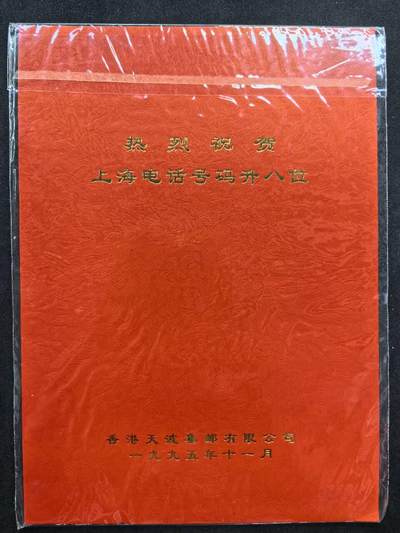 热烈祝贺
上海电话号码升八位
香港天波集邮有限公司
一九九五年十一月